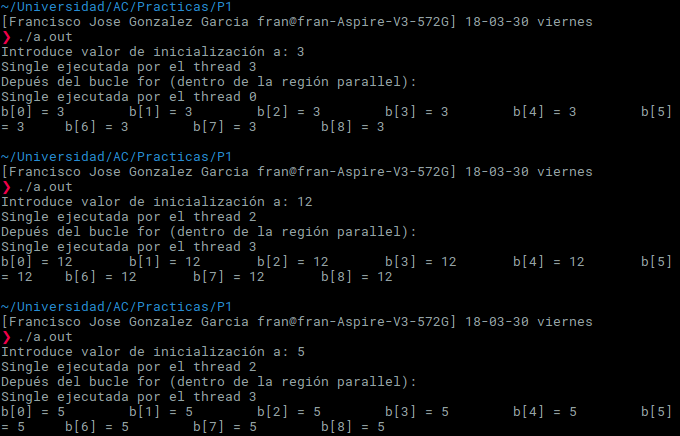 ~/Universidad/AC/Practicas/P1
[Francisco Jose Gonzalez Garcia fran@fran-Aspire-V3-572G] 18-03-30 viernes
❯ ./a.out
Introduce valor de inicialización a: 3
Single ejecutada por el thread 3
Depués del bucle for (dentro de la región parallel):
Single ejecutada por el thread 0
b[0] = 3        b[1] = 3        b[2] = 3        b[3] = 3        b[4] = 3        b[5]
= 3     b[6] = 3        b[7] = 3        b[8] = 3
~/Universidad/AC/Practicas/P1
[Francisco Jose Gonzalez Garcia fran@fran-Aspire-V3-572G] 18-03-30 viernes
❯ ./a.out
Introduce valor de inicialización a: 12
Single ejecutada por el thread 2
Depués del bucle for (dentro de la región parallel):
Single ejecutada por el thread 3
b[0] = 12       b[1] = 12       b[2] = 12       b[3] = 12       b[4] = 12       b[5]
= 12    b[6] = 12       b[7] = 12       b[8] = 12
~/Universidad/AC/Practicas/P1
[Francisco Jose Gonzalez Garcia fran@fran-Aspire-V3-572G] 18-03-30 viernes
❯ ./a.out
Introduce valor de inicialización a: 5
Single ejecutada por el thread 2
Depués del bucle for (dentro de la región parallel):
Single ejecutada por el thread 3
b[0] = 5        b[1] = 5        b[2] = 5        b[3] = 5        b[4] = 5        b[5]
= 5     b[6] = 5        b[7] = 5        b[8] = 5